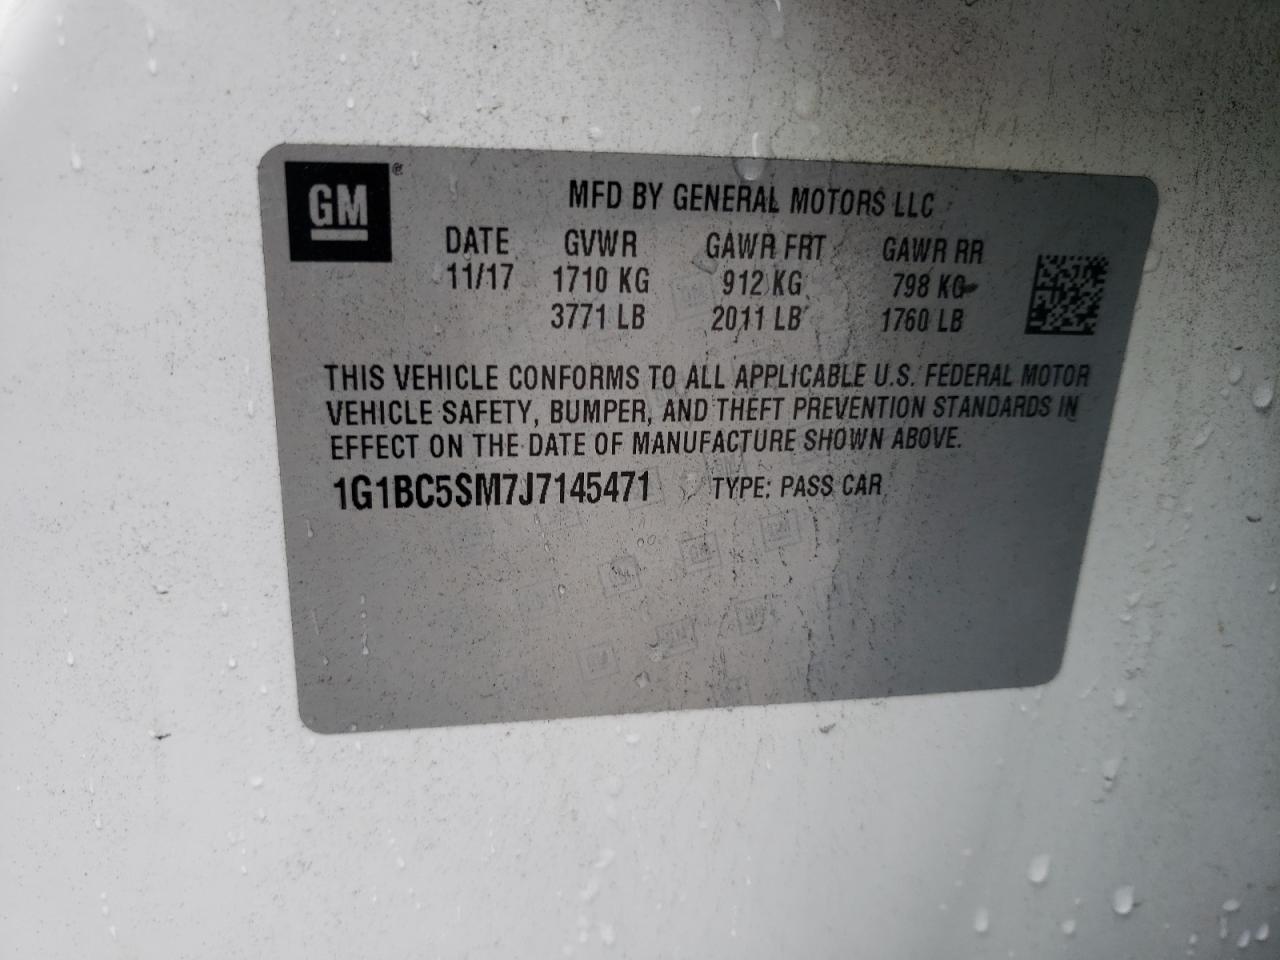 GM
MFD BY GENERAL MOTORS LLC
DATE GVWR GAWR FRT GAWR RR
11/17 1710 KG 912 KG 798 KG
3771 LB 2011 LB 1760 LB
THIS VEHICLE CONFORMS TO ALL APPLICABLE U.S. FEDERAL MOTOR
VEHICLE SAFETY, BUMPER, AND THEFT PREVENTION STANDARDS IN
EFFECT ON THE DATE OF MANUFACTURE SHOWN ABOVE.
1G1BC5SM7J7145471 TYPE: PASS CAR